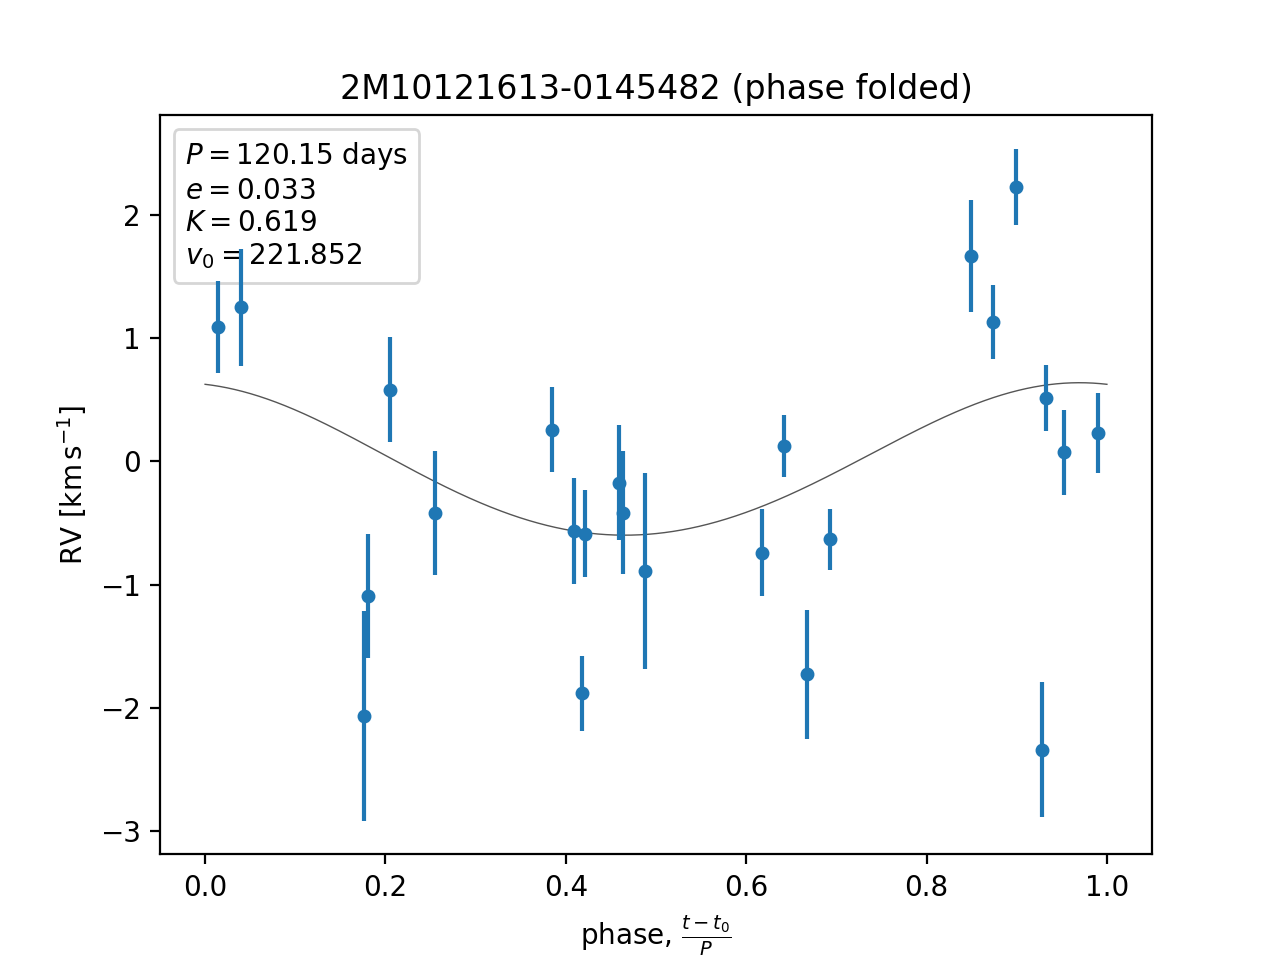 2M10121613-0145482 (phase folded)
P = 120.15 days
e = 0.033
K = 0.619
v₀ = 221.852
RV [km s⁻¹]
2
1
0
−1
−2
−3
0.0 0.2 0.4 0.6 0.8 1.0
phase, (t − t₀)/P